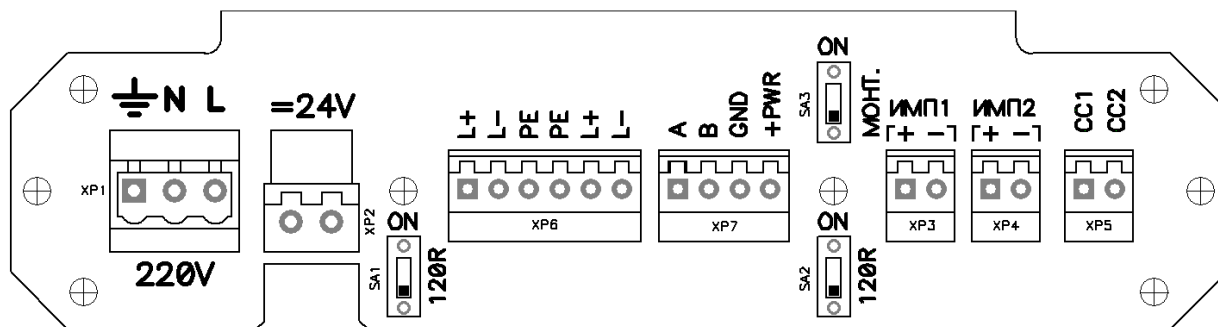 N L
XP1
220V
=24V
XP2
ON
SA1
120R
L+ L- PE PE L+ L-
XP6
A B GND +PWR
XP7
ON
SA3
МОНТ.
ON
SA2
120R
ИМП1
+ -
XP3
ИМП2
+ -
XP4
CC1 CC2
XP5